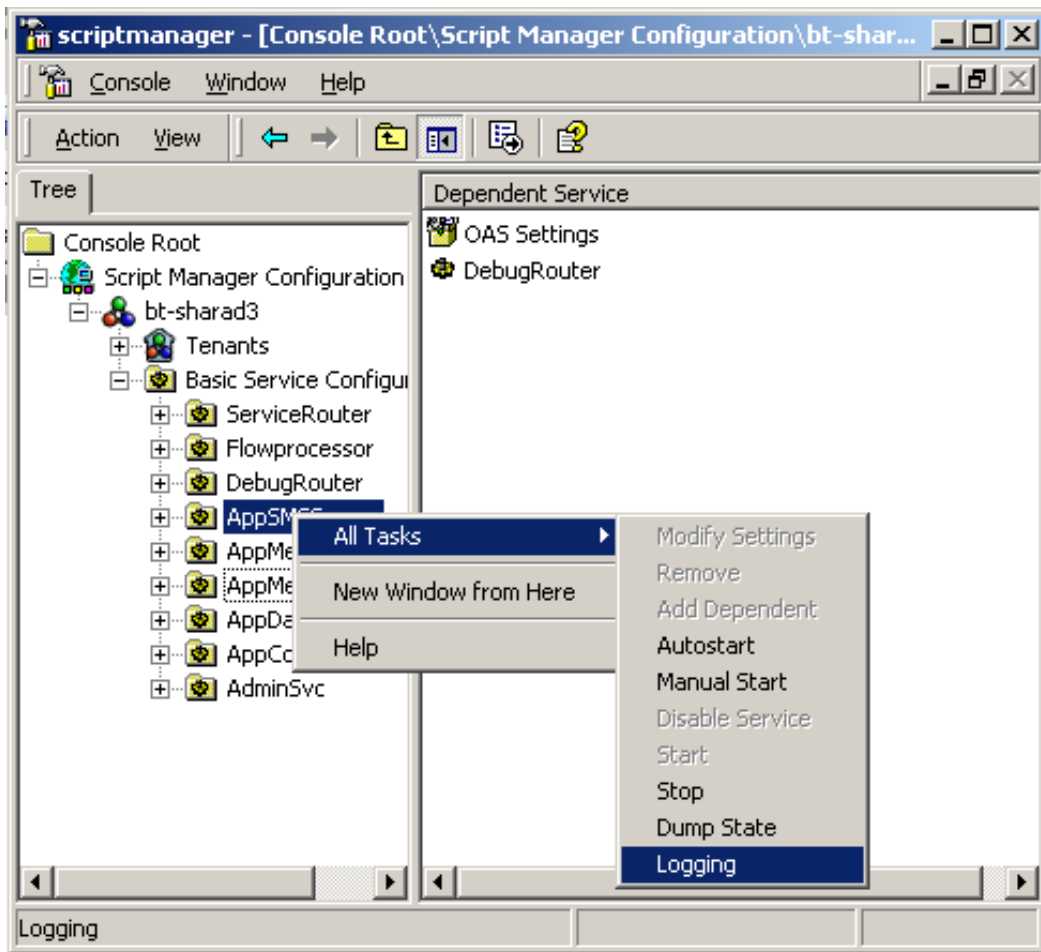 scriptmanager - [Console Root\Script Manager Configuration\bt-shar...
Console Window Help
Action View
Tree
Dependent Service
Console Root
OAS Settings
Script Manager Configuration
DebugRouter
bt-sharad3
Tenants
Basic Service Configu
ServiceRouter
Flowprocessor
DebugRouter
All Tasks
New Window from Here
Help
Modify Settings
Remove
Add Dependent
Autostart
Manual Start
Disable Service
Start
Stop
Dump State
Logging
AdminSvc
Logging